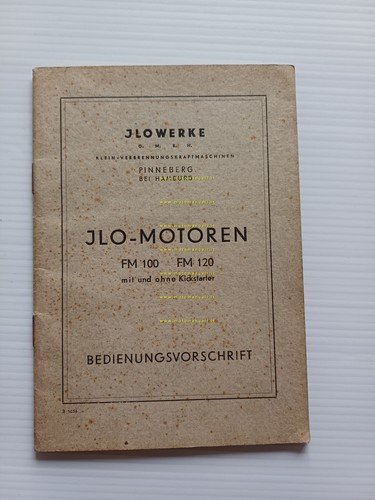 JLOWERKE
G. M. B. H.
KLEIN-VERBRENNUNGSKRAFTMASCHINEN
PINNEBERG
BEI HAMBURG
JLO-MOTOREN
FM 100 FM 120
mit und ohne Kickstarter
BEDIENUNGSVORSCHRIFT